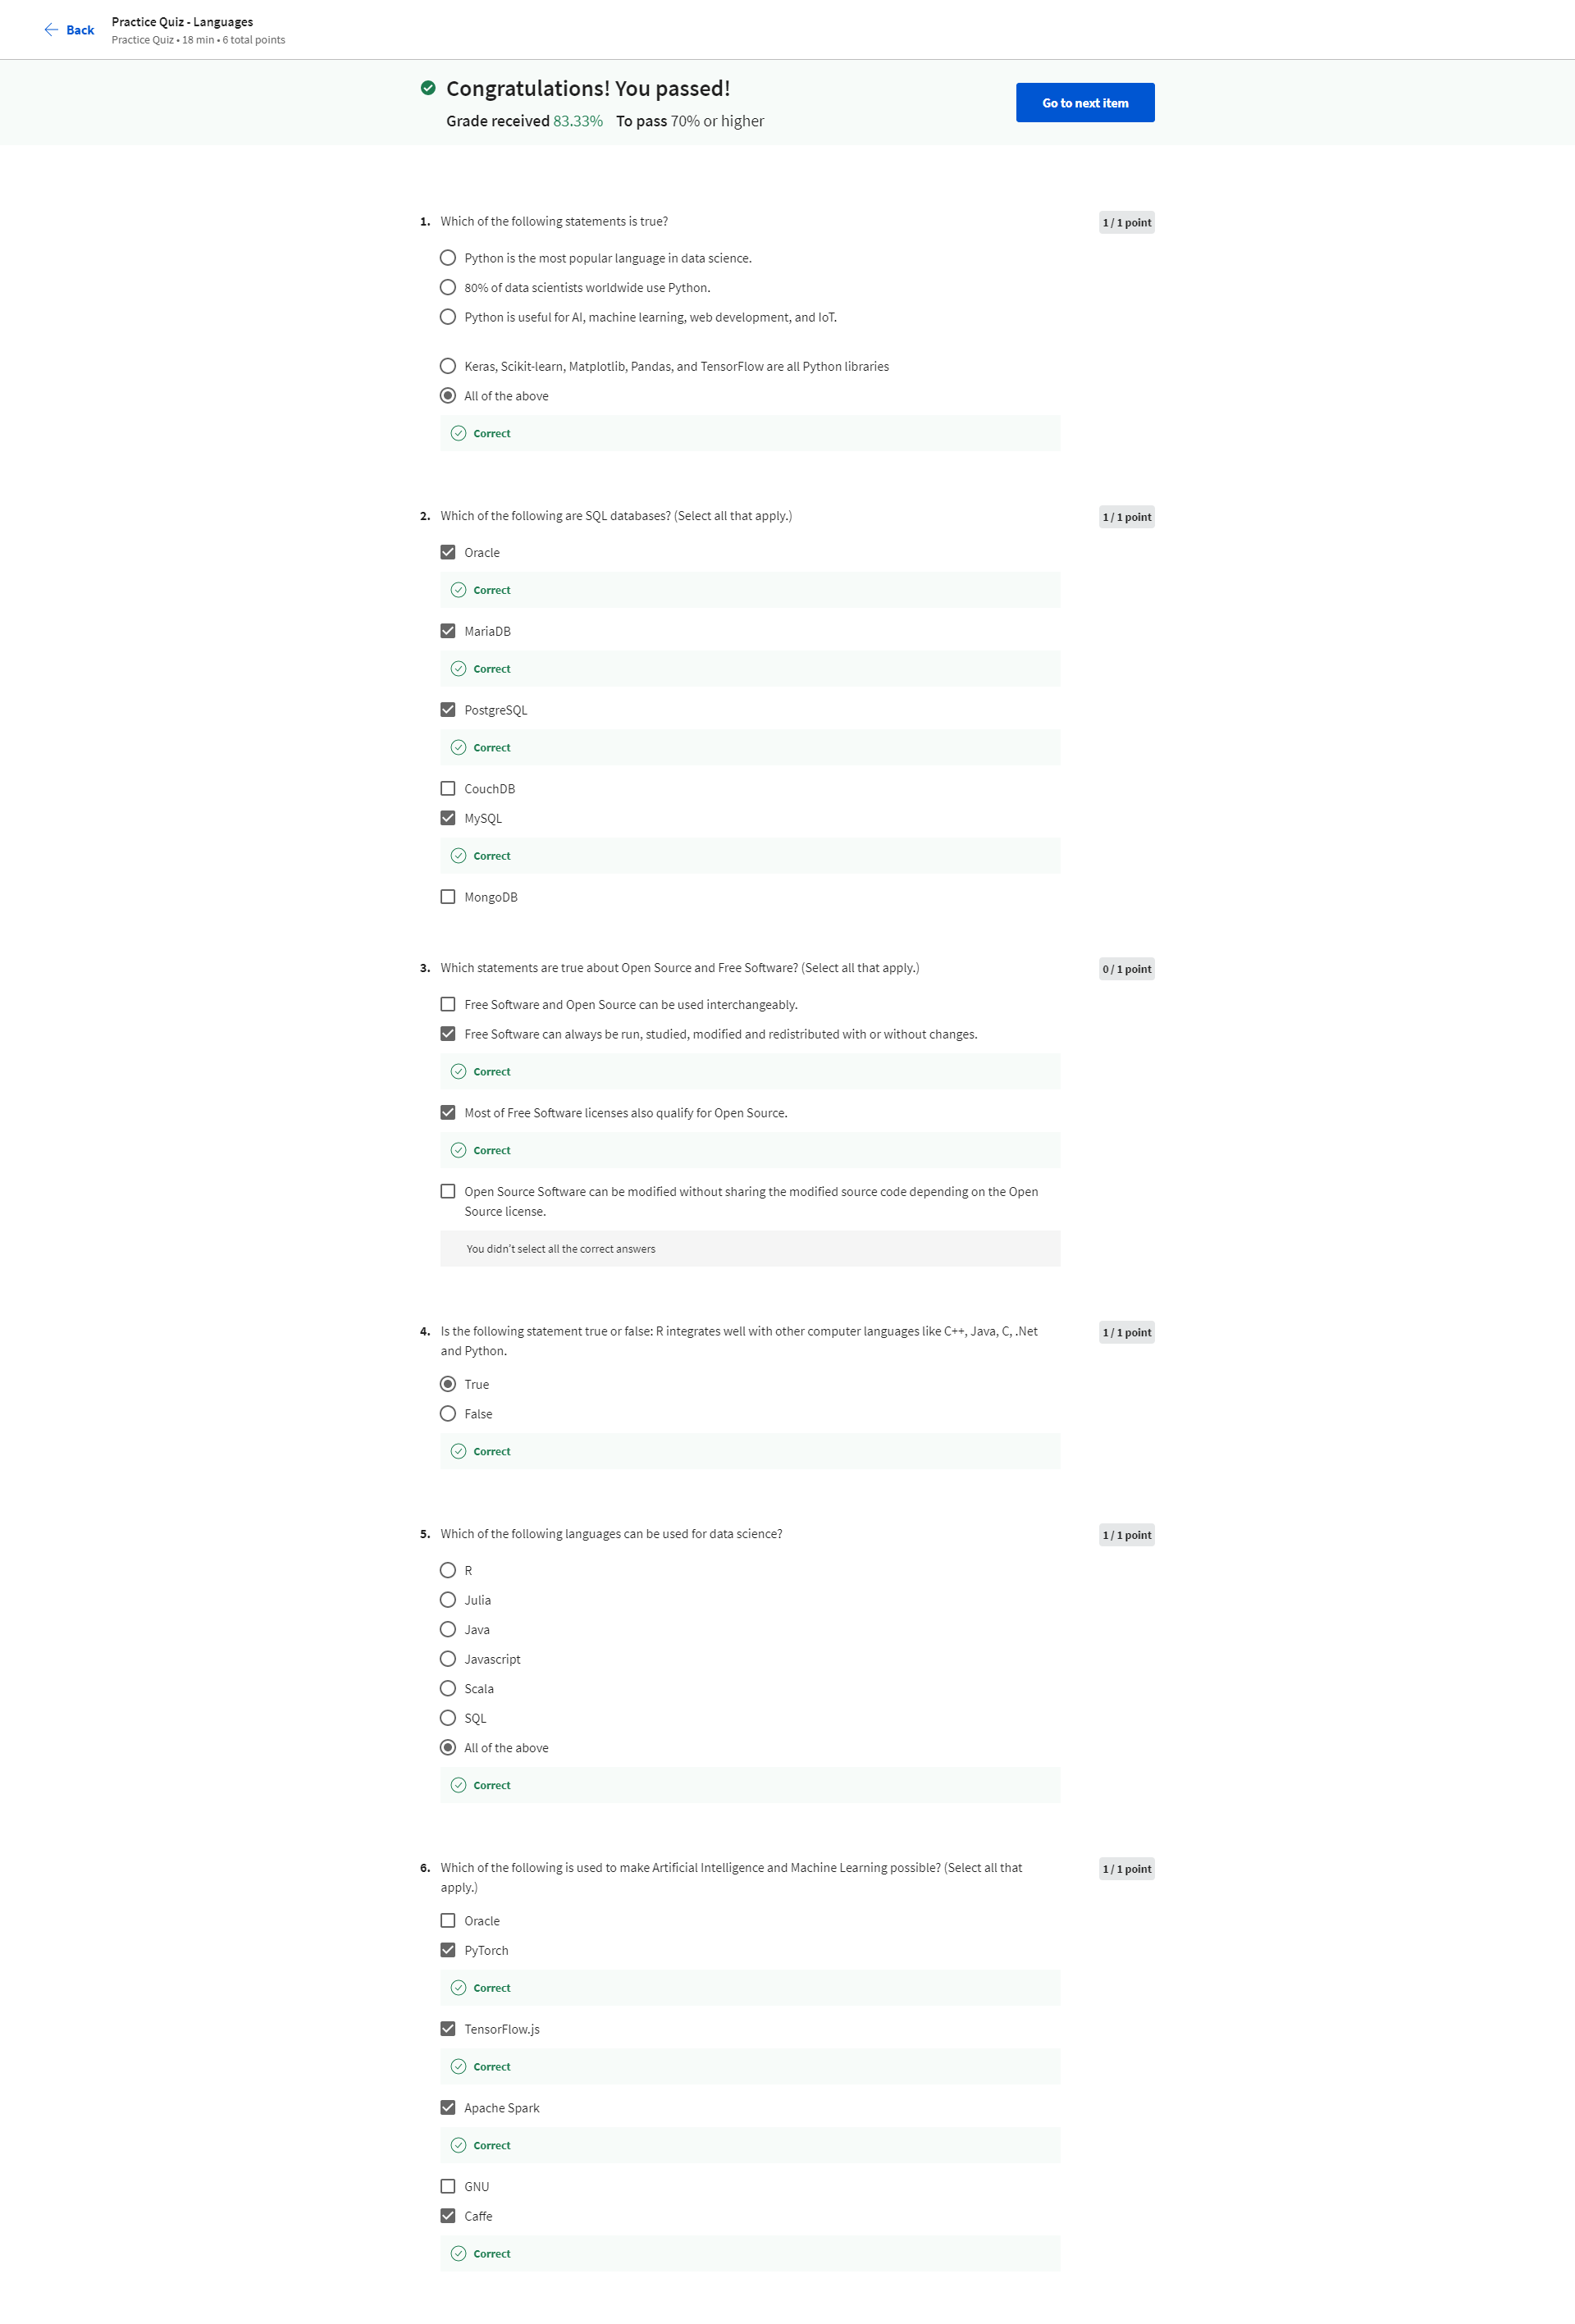 Back
Practice Quiz - Languages
Practice Quiz • 18 min • 6 total points
Congratulations! You passed!
Grade received 83.33% To pass 70% or higher
Go to next item
1. Which of the following statements is true?
1 / 1 point
Python is the most popular language in data science.
80% of data scientists worldwide use Python.
Python is useful for AI, machine learning, web development, and IoT.
Keras, Scikit-learn, Matplotlib, Pandas, and TensorFlow are all Python libraries
All of the above
Correct
2. Which of the following are SQL databases? (Select all that apply.)
1 / 1 point
Oracle
Correct
MariaDB
Correct
PostgreSQL
Correct
CouchDB
MySQL
Correct
MongoDB
3. Which statements are true about Open Source and Free Software? (Select all that apply.)
0 / 1 point
Free Software and Open Source can be used interchangeably.
Free Software can always be run, studied, modified and redistributed with or without changes.
Correct
Most of Free Software licenses also qualify for Open Source.
Correct
Open Source Software can be modified without sharing the modified source code depending on the Open
Source license.
You didn't select all the correct answers
4. Is the following statement true or false: R integrates well with other computer languages like C++, Java, C, .Net
and Python.
1 / 1 point
True
False
Correct
5. Which of the following languages can be used for data science?
1 / 1 point
R
Julia
Java
Javascript
Scala
SQL
All of the above
Correct
6. Which of the following is used to make Artificial Intelligence and Machine Learning possible? (Select all that
apply.)
1 / 1 point
Oracle
PyTorch
Correct
TensorFlow.js
Correct
Apache Spark
Correct
GNU
Caffe
Correct